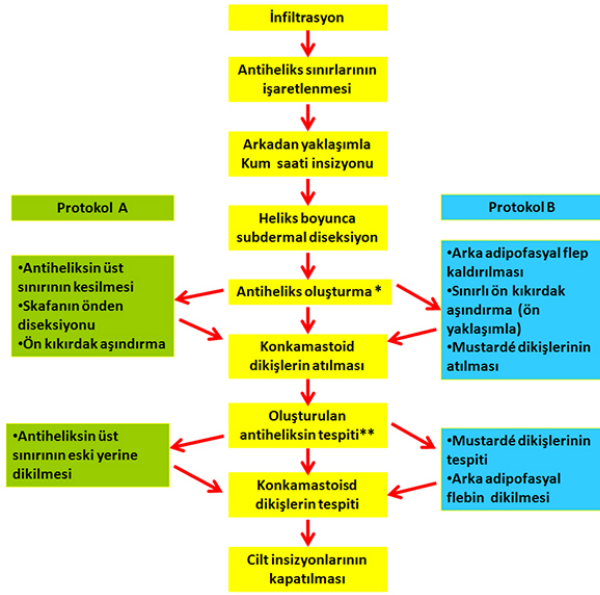 İnfiltrasyon
Antiheliks sınırlarının
işaretlenmesi
Arkadan yaklaşımla
Kum saati insizyonu
Protokol A
Heliks boyunca
subdermal diseksiyon
Protokol B
•Antiheliksin üst
sınırının kesilmesi
•Skafanın önden
diseksiyonu
•Ön kıkırdak aşındırma
Antiheliks oluşturma *
•Arka adipofasyal flep
kaldırılması
•Sınırlı ön kıkırdak
aşındırma (ön
yaklaşımla)
•Mustardé dikişlerinin
atılması
Konkamastoid
dikişlerin atılması
Oluşturulan
antiheliksin tespiti**
•Antiheliksin üst
sınırının eski yerine
dikilmesi
•Mustardé dikişlerinin
tespiti
•Arka adipofasyal
flebin dikilmesi
Konkamastoisd
dikişlerin tespiti
Cilt insizyonlarının
kapatılması